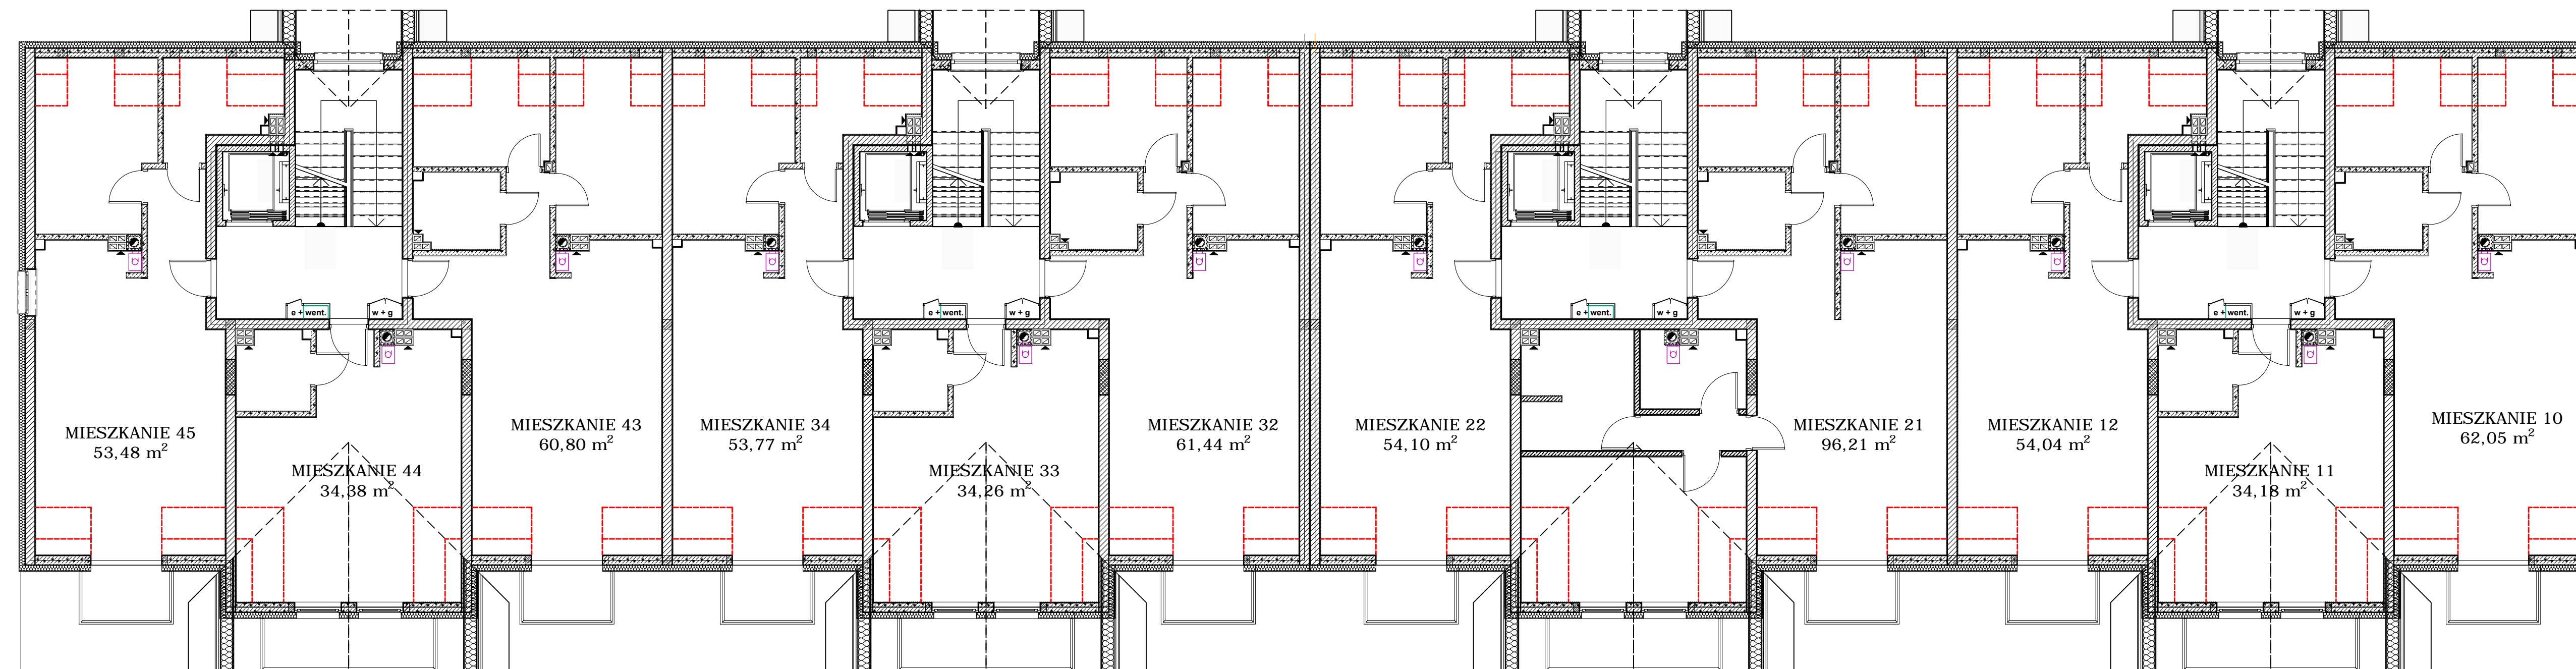 e + went.
w + g
e + went.
w + g
e + went.
w + g
e + went.
w + g
MIESZKANIE 45
53,48 m²
MIESZKANIE 44
34,38 m²
MIESZKANIE 43
60,80 m²
MIESZKANIE 34
53,77 m²
MIESZKANIE 33
34,26 m²
MIESZKANIE 32
61,44 m²
MIESZKANIE 22
54,10 m²
MIESZKANIE 21
96,21 m²
MIESZKANIE 12
54,04 m²
MIESZKANIE 11
34,18 m²
MIESZKANIE 10
62,05 m²